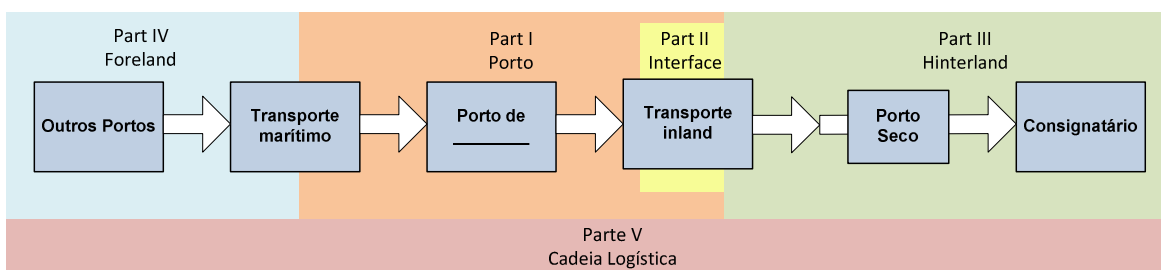 Part IV
Foreland
Part I
Porto
Part II
Interface
Part III
Hinterland
Outros Portos
Transporte
marítimo
Porto de
Transporte
inland
Porto
Seco
Consignatário
Parte V
Cadeia Logística